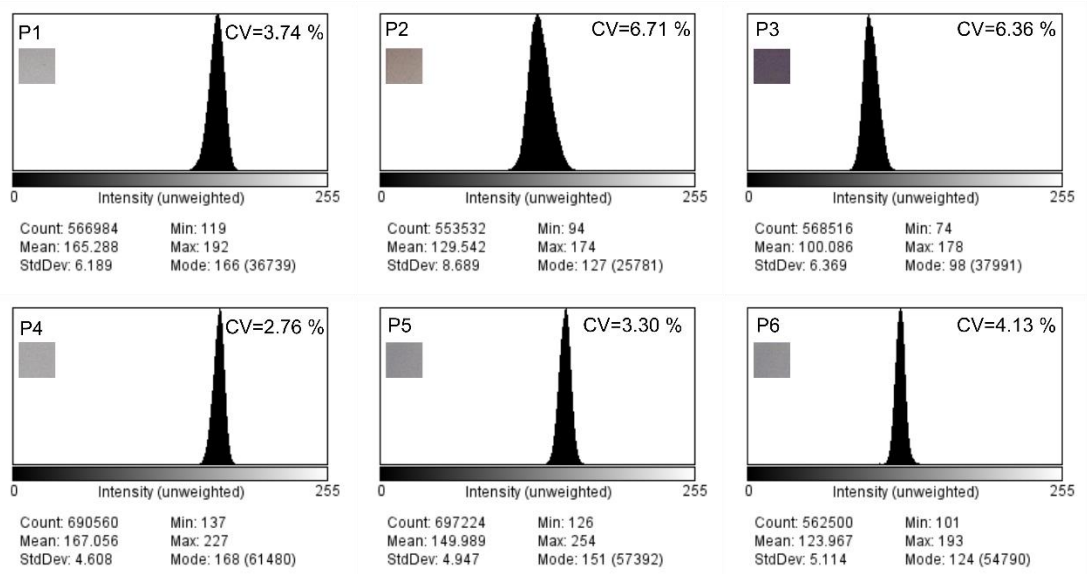 P1 CV=3.74 %
0 Intensity (unweighted) 255
Count: 566984 Min: 119
Mean: 165.288 Max: 192
StdDev: 6.189 Mode: 166 (36739)
P2 CV=6.71 %
0 Intensity (unweighted) 255
Count: 553532 Min: 94
Mean: 129.542 Max: 174
StdDev: 8.689 Mode: 127 (25781)
P3 CV=6.36 %
0 Intensity (unweighted) 255
Count: 568516 Min: 74
Mean: 100.086 Max: 178
StdDev: 6.369 Mode: 98 (37991)
P4 CV=2.76 %
0 Intensity (unweighted) 255
Count: 690560 Min: 137
Mean: 167.056 Max: 227
StdDev: 4.608 Mode: 168 (61480)
P5 CV=3.30 %
0 Intensity (unweighted) 255
Count: 697224 Min: 126
Mean: 149.989 Max: 254
StdDev: 4.947 Mode: 151 (57392)
P6 CV=4.13 %
0 Intensity (unweighted) 255
Count: 562500 Min: 101
Mean: 123.967 Max: 193
StdDev: 5.114 Mode: 124 (54790)